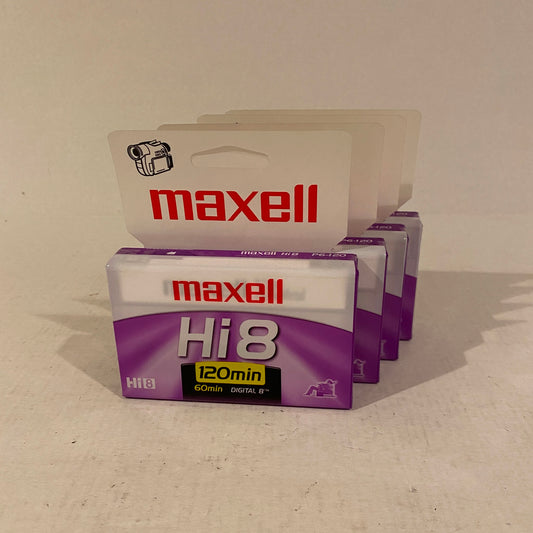 maxell
maxell Hi8 P6-120
maxell
Hi8
120min
60min DIGITAL 8™
Hi8
P6-120